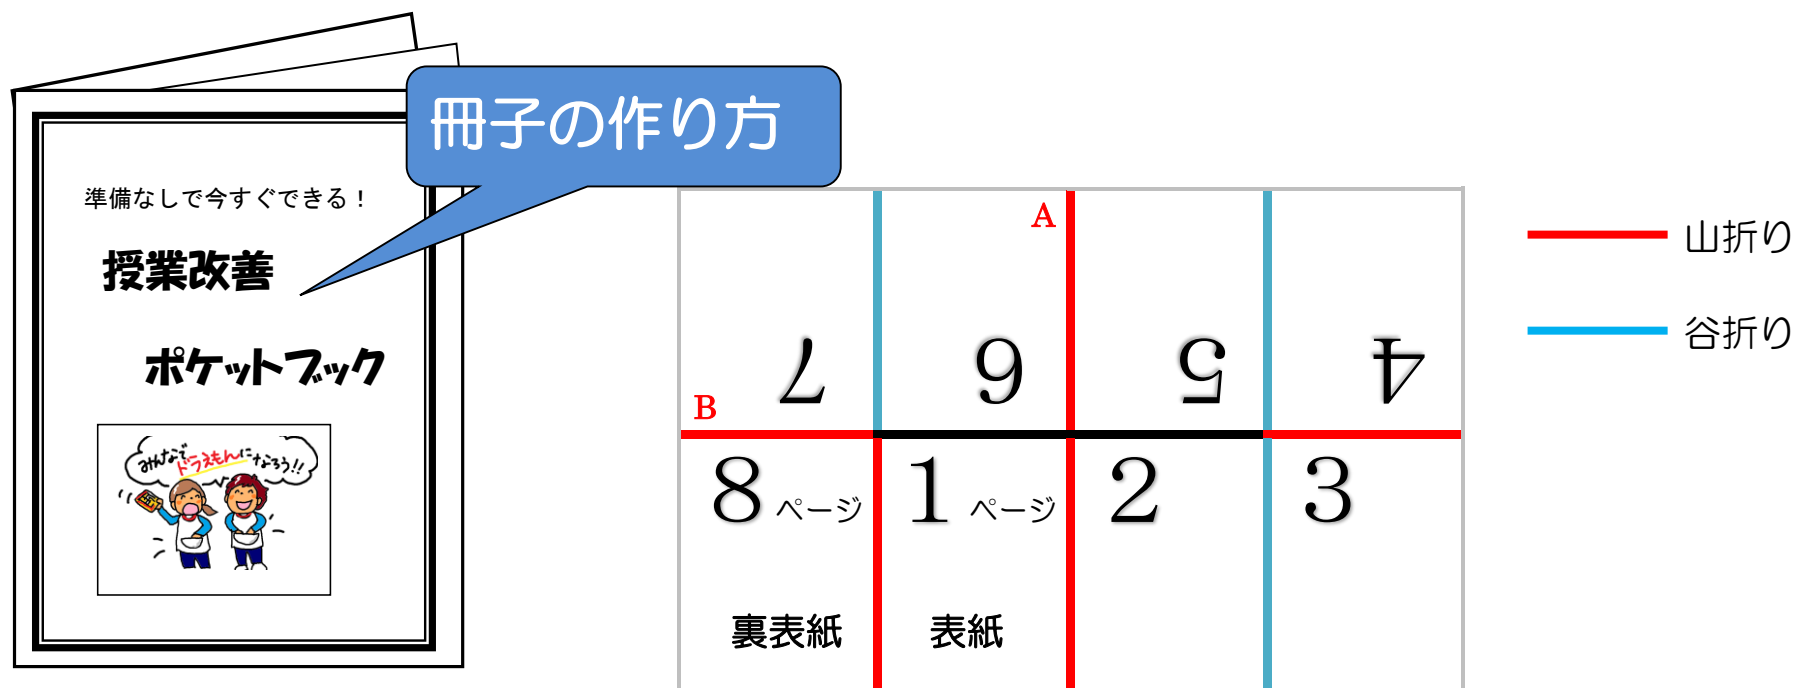 冊子の作り方
準備なしで今すぐできる！
授業改善
ポケットブック
みんなで
ドラえもんになろう!!
A
山折り
谷折り
7 6 5 4
B
8 ページ 1 ページ 2 3
裏表紙 表紙